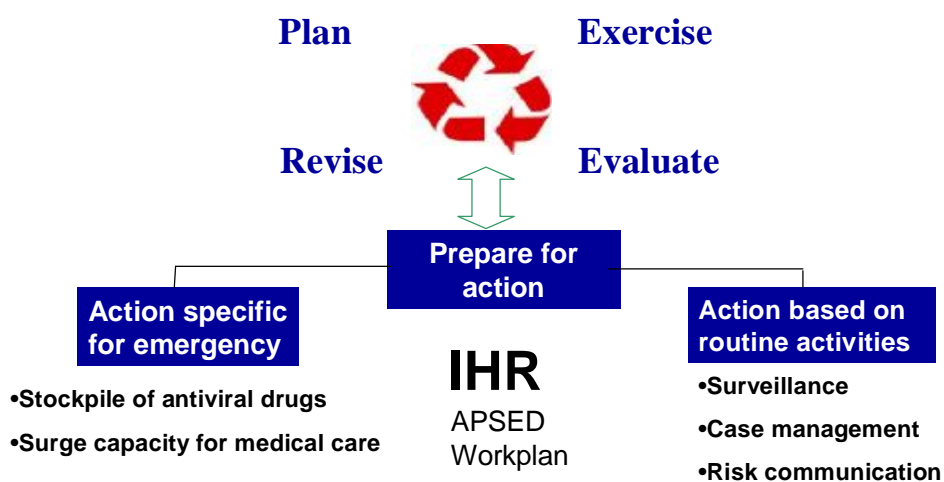 Plan
Exercise
Revise
Evaluate
Prepare for
action
Action specific
for emergency
•Stockpile of antiviral drugs
•Surge capacity for medical care
IHR
APSED
Workplan
Action based on
routine activities
•Surveillance
•Case management
•Risk communication